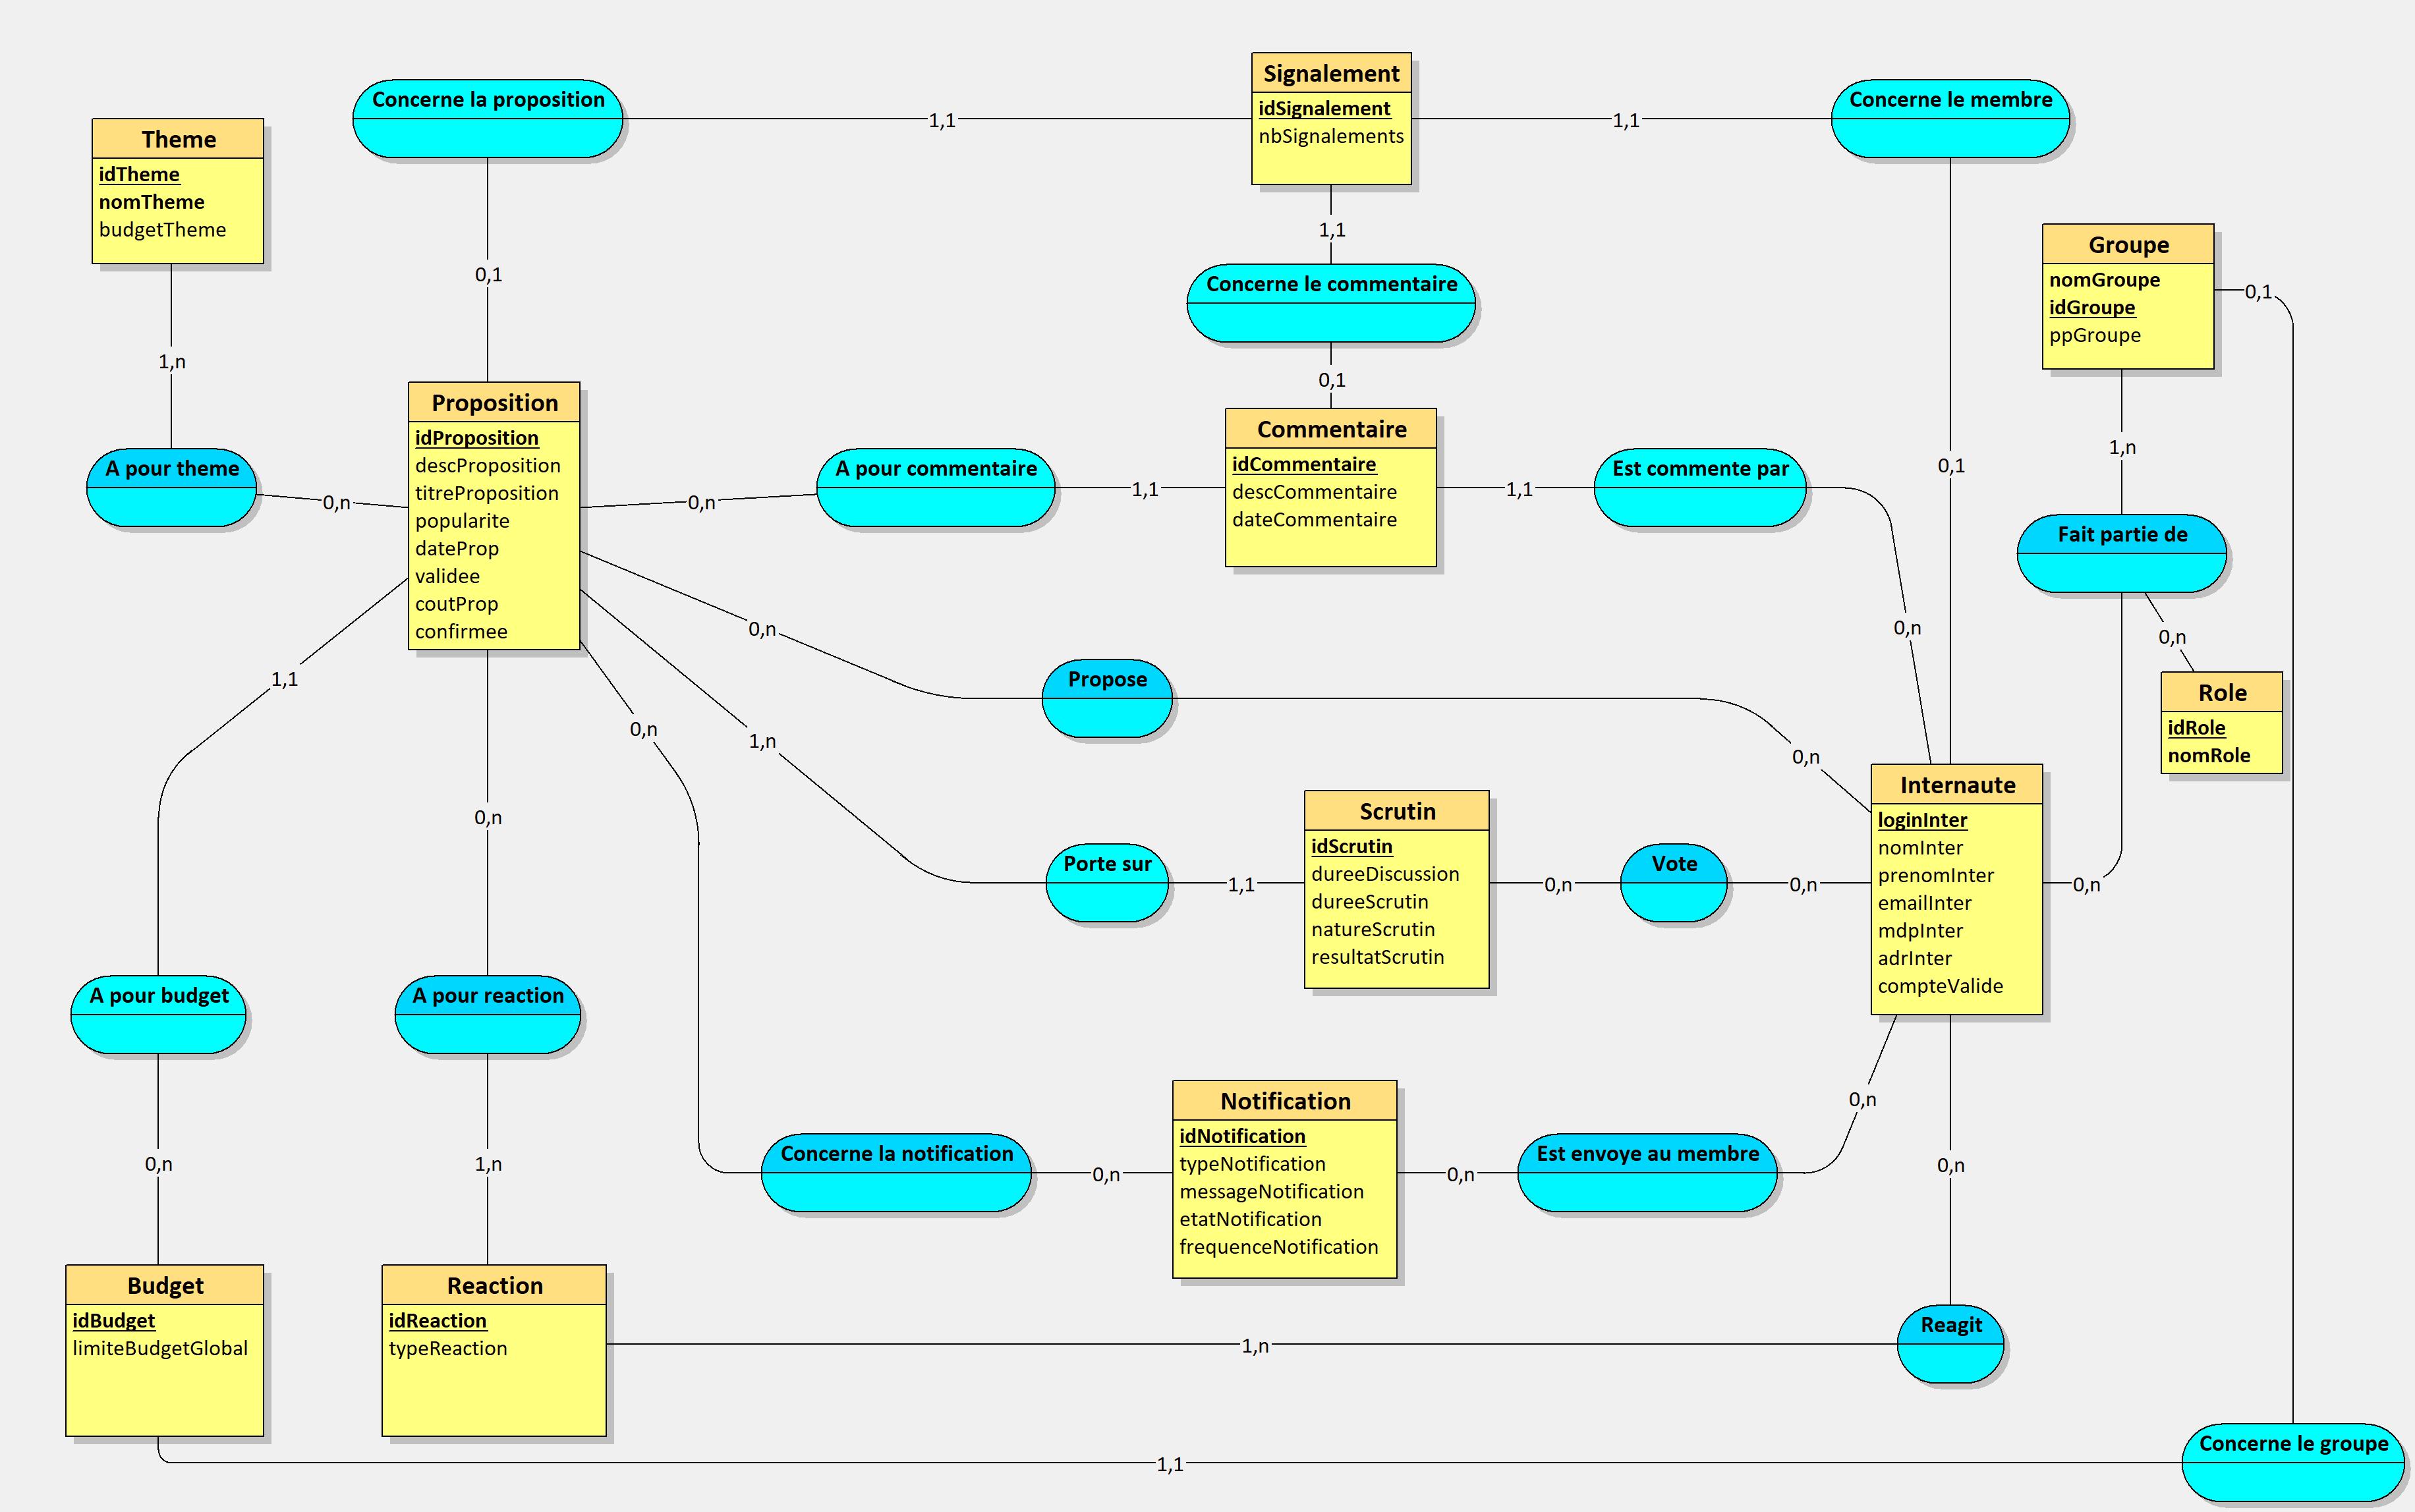 Signalement
idSignalement
nbSignalements
Concerne la proposition
1,1
1,1
Concerne le membre
Theme
idTheme
nomTheme
budgetTheme
1,1
Concerne le commentaire
0,1
Groupe
nomGroupe
idGroupe
ppGroupe
0,1
0,1
1,n
Proposition
idProposition
descProposition
titreProposition
popularite
dateProp
validee
coutProp
confirmee
0,1
Commentaire
idCommentaire
descCommentaire
dateCommentaire
A pour theme
0,n
0,n
A pour commentaire
1,1
1,1
Est commente par
0,1
1,n
Fait partie de
0,n
Role
idRole
nomRole
0,n
0,n
1,1
Propose
0,n
0,n
1,n
Internaute
loginInter
nomInter
prenomInter
emailInter
mdpInter
adrInter
compteValide
Scrutin
idScrutin
dureeDiscussion
dureeScrutin
natureScrutin
resultatScrutin
0,n
Porte sur
1,1
0,n
Vote
0,n
0,n
A pour budget
A pour reaction
Notification
idNotification
typeNotification
messageNotification
etatNotification
frequenceNotification
0,n
Concerne la notification
0,n
0,n
Est envoye au membre
0,n
1,n
0,n
Budget
idBudget
limiteBudgetGlobal
Reaction
idReaction
typeReaction
1,n
Reagit
Concerne le groupe
1,1